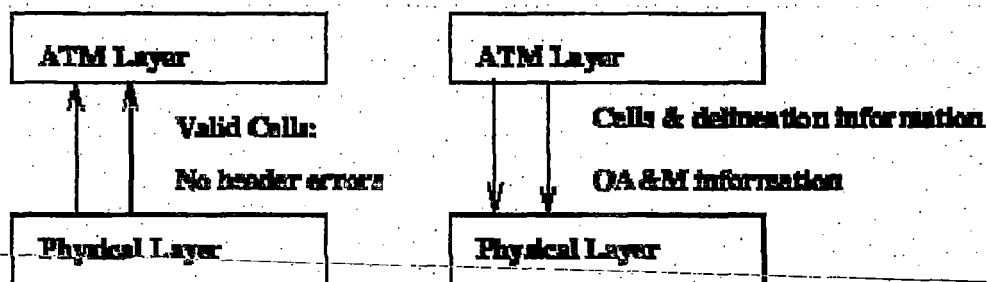 ATM Layer
Valid Cells:
No header errors
Physical Layer
ATM Layer
Cells & delineation information
OA&M information
Physical Layer